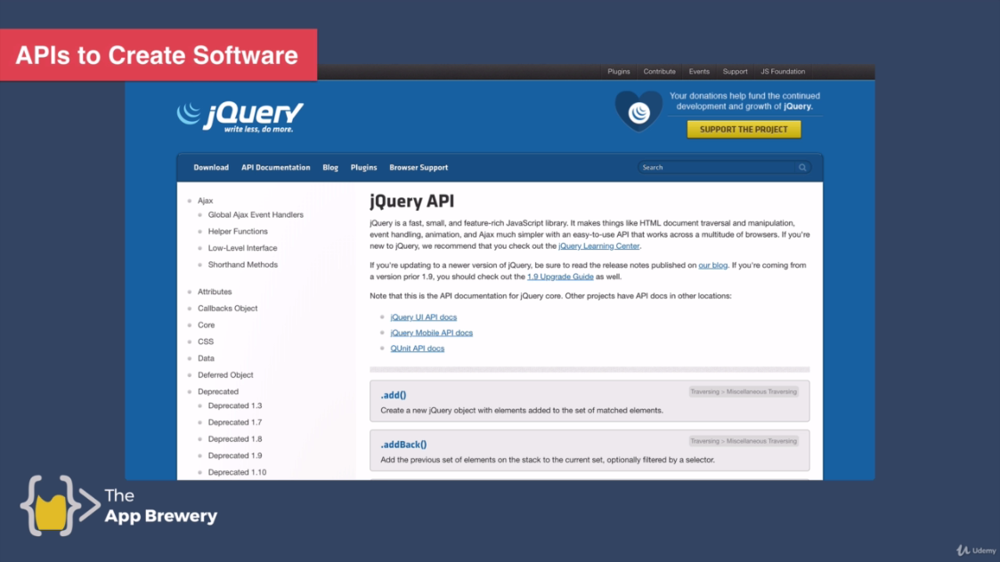 APIs to Create Software
Plugins Contribute Events Support JS Foundation
jQuery
write less, do more.
Your donations help fund the continued
development and growth of jQuery.
SUPPORT THE PROJECT
Download API Documentation Blog Plugins Browser Support
Search
Ajax
Global Ajax Event Handlers
Helper Functions
Low-Level Interface
Shorthand Methods
Attributes
Callbacks Object
Core
CSS
Data
Deferred Object
Deprecated
Deprecated 1.3
Deprecated 1.7
Deprecated 1.8
Deprecated 1.9
Deprecated 1.10
jQuery API
jQuery is a fast, small, and feature-rich JavaScript library. It makes things like HTML document traversal and manipulation,
event handling, animation, and Ajax much simpler with an easy-to-use API that works across a multitude of browsers. If you're
new to jQuery, we recommend that you check out the jQuery Learning Center.
If you're updating to a newer version of jQuery, be sure to read the release notes published on our blog. If you're coming from
a version prior 1.9, you should check out the 1.9 Upgrade Guide as well.
Note that this is the API documentation for jQuery core. Other projects have API docs in other locations:
jQuery UI API docs
jQuery Mobile API docs
QUnit API docs
.add()
Traversing > Miscellaneous Traversing
Create a new jQuery object with elements added to the set of matched elements.
.addBack()
Traversing > Miscellaneous Traversing
Add the previous set of elements on the stack to the current set, optionally filtered by a selector.
The
App Brewery
Udemy